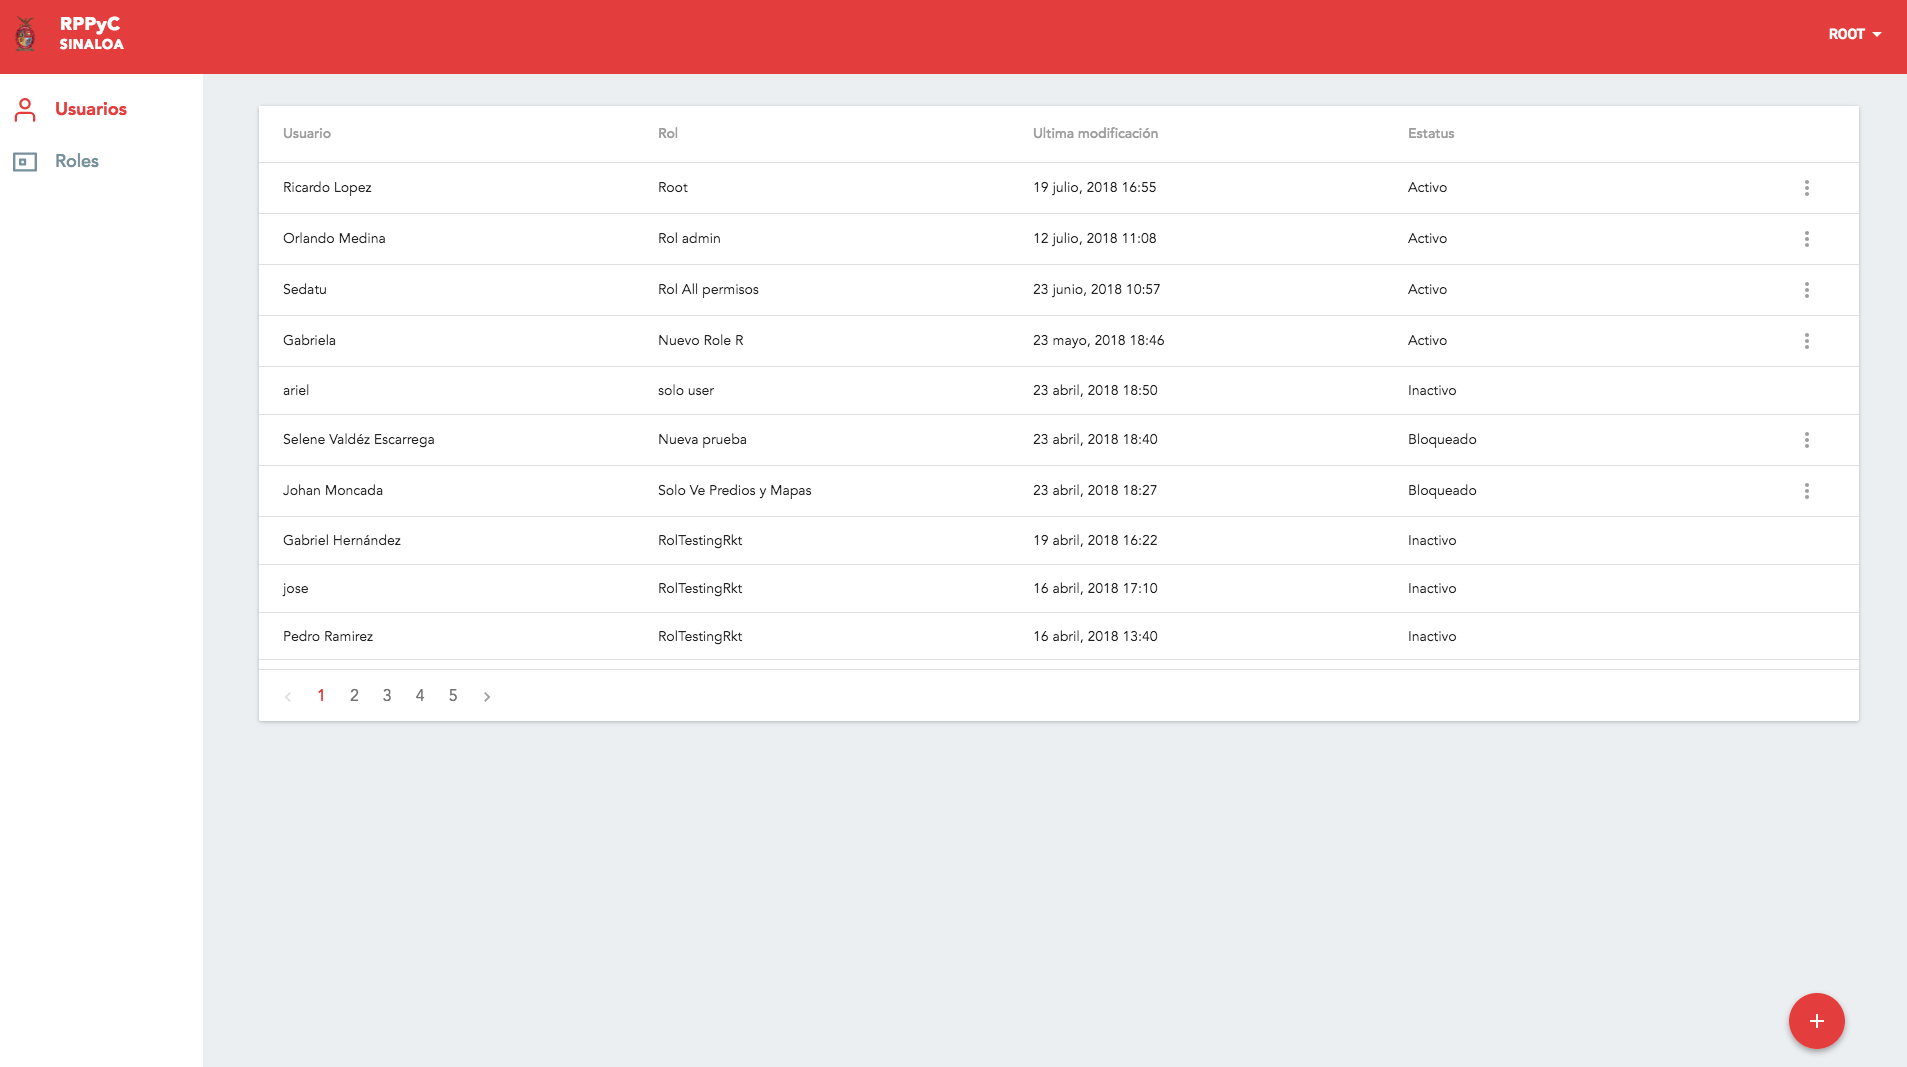 RPPyC
SINALOA
ROOT
Usuarios
Roles
Usuario Rol Ultima modificación Estatus
Ricardo Lopez Root 19 julio, 2018 16:55 Activo
Orlando Medina Rol admin 12 julio, 2018 11:08 Activo
Sedatu Rol All permisos 23 junio, 2018 10:57 Activo
Gabriela Nuevo Role R 23 mayo, 2018 18:46 Activo
ariel solo user 23 abril, 2018 18:50 Inactivo
Selene Valdéz Escarrega Nueva prueba 23 abril, 2018 18:40 Bloqueado
Johan Moncada Solo Ve Predios y Mapas 23 abril, 2018 18:27 Bloqueado
Gabriel Hernández RolTestingRkt 19 abril, 2018 16:22 Inactivo
jose RolTestingRkt 16 abril, 2018 17:10 Inactivo
Pedro Ramirez RolTestingRkt 16 abril, 2018 13:40 Inactivo
1 2 3 4 5